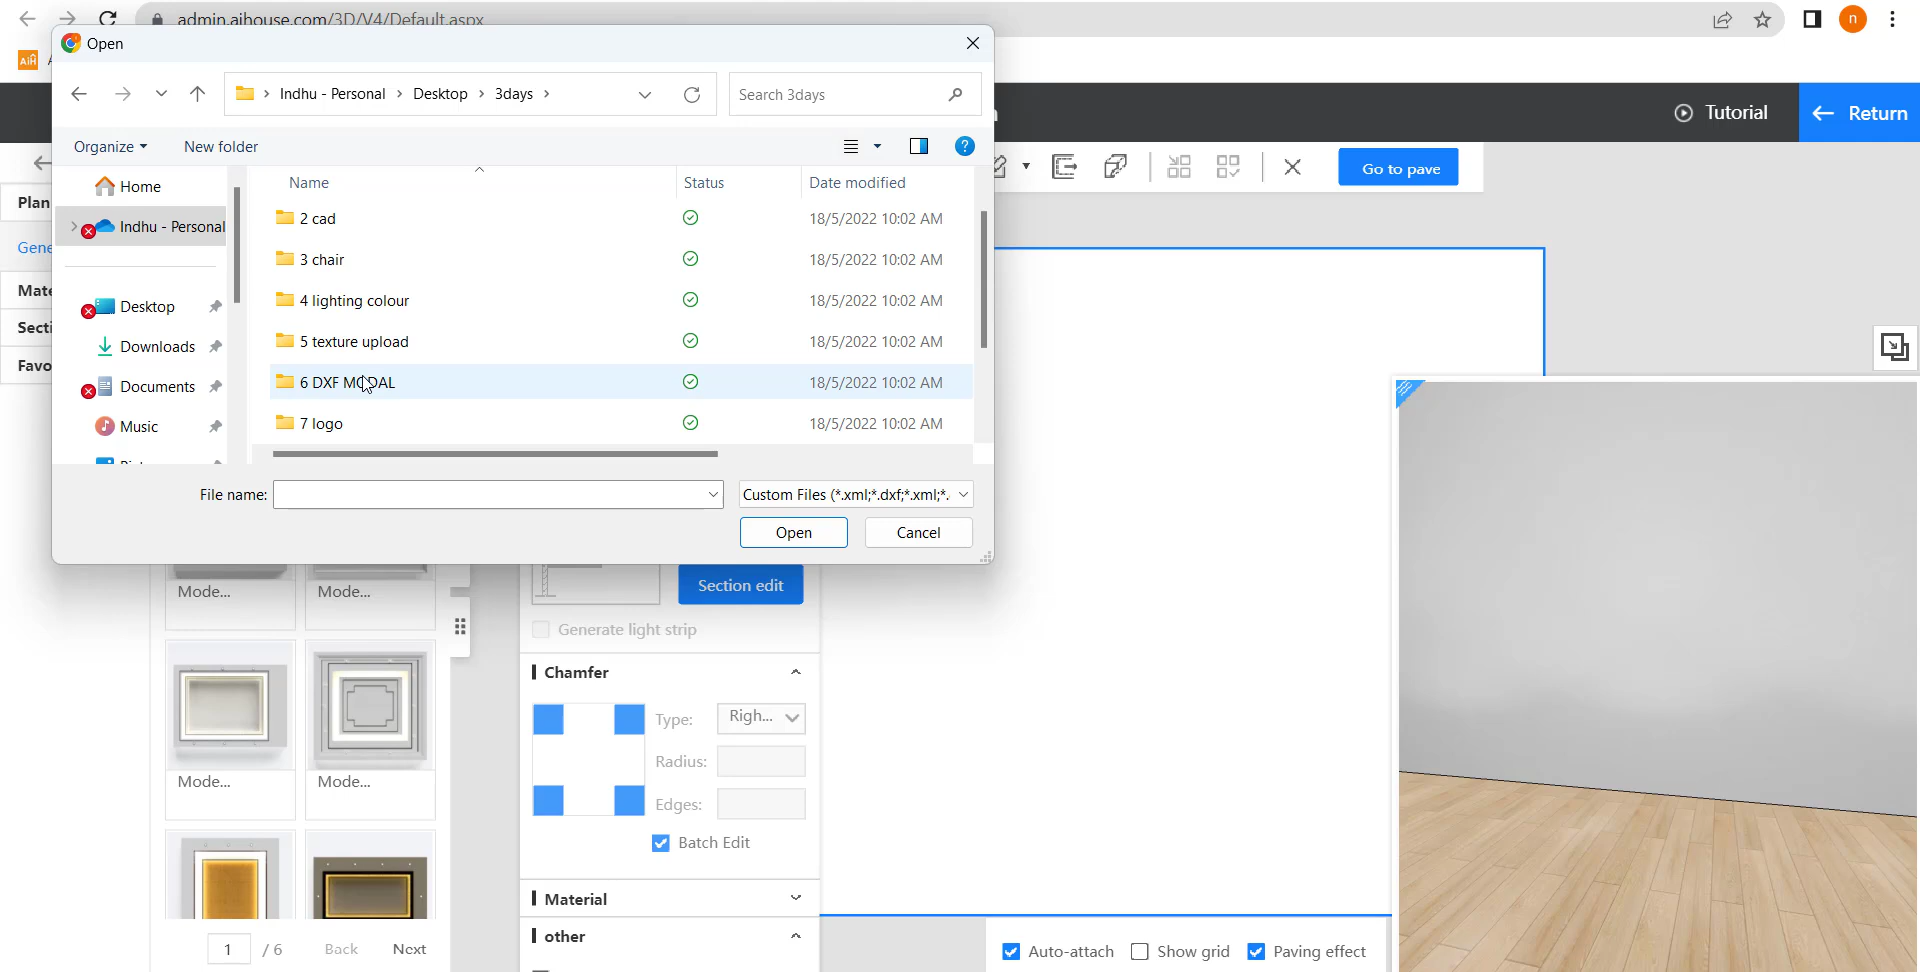 admin.aihouse.com/3D/V4/Default.aspx
n
Open
AiH
Indhu - Personal > Desktop > 3days >
Search 3days
Tutorial
Return
Organize
New folder
?
Go to pave
Home
Name
Status
Date modified
Plan
Indhu - Personal
2 cad
18/5/2022 10:02 AM
Gene
3 chair
18/5/2022 10:02 AM
Mate
Desktop
4 lighting colour
18/5/2022 10:02 AM
Secti
Downloads
5 texture upload
18/5/2022 10:02 AM
Favo
Documents
6 DXF MODAL
18/5/2022 10:02 AM
Music
7 logo
18/5/2022 10:02 AM
File name:
Custom Files (*.xml;*.dxf;*.xml;*.
Open
Cancel
Mode...
Mode...
Section edit
Generate light strip
Chamfer
Type:
Righ...
Radius:
Mode...
Mode...
Edges:
Batch Edit
Material
other
1 / 6
Back
Next
Auto-attach
Show grid
Paving effect